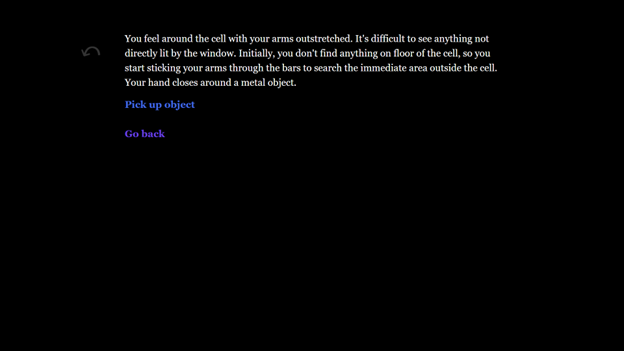 You feel around the cell with your arms outstretched. It's difficult to see anything not
directly lit by the window. Initially, you don't find anything on floor of the cell, so you
start sticking your arms through the bars to search the immediate area outside the cell.
Your hand closes around a metal object.
Pick up object
Go back